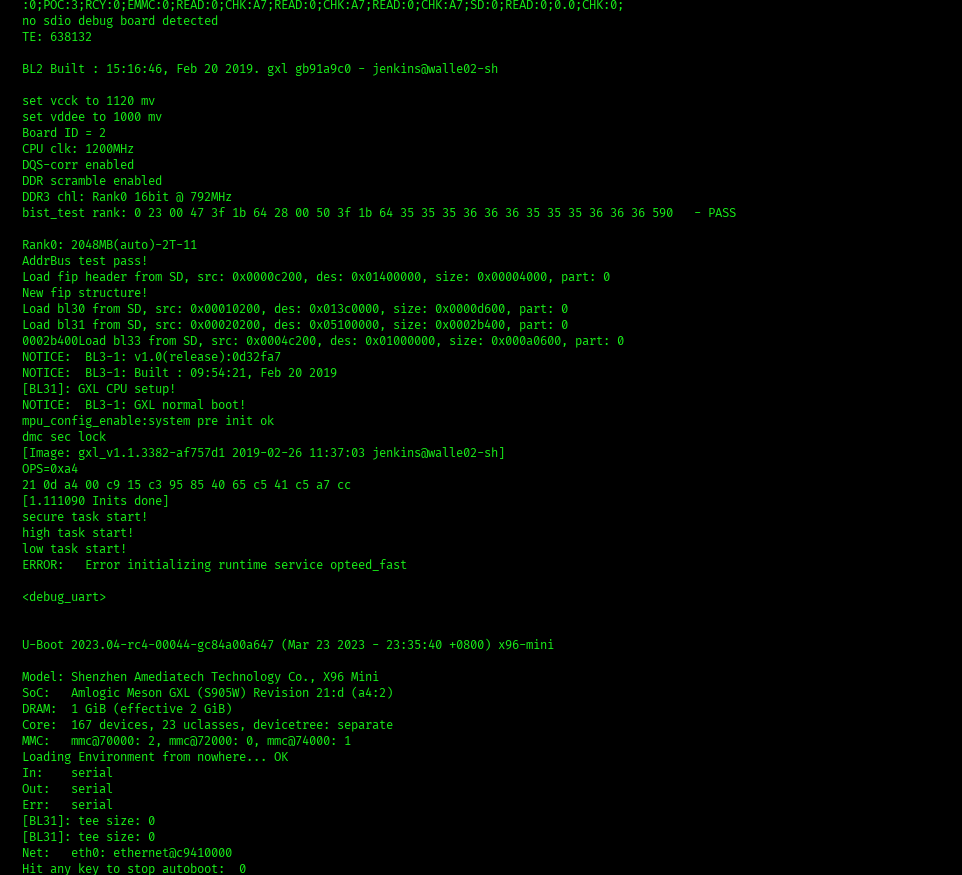 :0;POC:3;RCY:0;EMMC:0;READ:0;CHK:A7;READ:0;CHK:A7;READ:0;CHK:A7;SD:0;READ:0;0.0;CHK:0;
no sdio debug board detected
TE: 638132
BL2 Built : 15:16:46, Feb 20 2019. gxl gb91a9c0 - jenkins@walle02-sh
set vcck to 1120 mv
set vddee to 1000 mv
Board ID = 2
CPU clk: 1200MHz
DQS-corr enabled
DDR scramble enabled
DDR3 chl: Rank0 16bit @ 792MHz
bist_test rank: 0 23 00 47 3f 1b 64 28 00 50 3f 1b 64 35 35 35 36 36 36 35 35 35 36 36 36 590   - PASS
Rank0: 2048MB(auto)-2T-11
AddrBus test pass!
Load fip header from SD, src: 0x0000c200, des: 0x01400000, size: 0x00004000, part: 0
New fip structure!
Load bl30 from SD, src: 0x00010200, des: 0x013c0000, size: 0x0000d600, part: 0
Load bl31 from SD, src: 0x00020200, des: 0x05100000, size: 0x0002b400, part: 0
0002b400Load bl33 from SD, src: 0x0004c200, des: 0x01000000, size: 0x000a0600, part: 0
NOTICE:  BL3-1: v1.0(release):0d32fa7
NOTICE:  BL3-1: Built : 09:54:21, Feb 20 2019
[BL31]: GXL CPU setup!
NOTICE:  BL3-1: GXL normal boot!
mpu_config_enable:system pre init ok
dmc sec lock
[Image: gxl_v1.1.3382-af757d1 2019-02-26 11:37:03 jenkins@walle02-sh]
OPS=0xa4
21 0d a4 00 c9 15 c3 95 85 40 65 c5 41 c5 a7 cc
[1.111090 Inits done]
secure task start!
high task start!
low task start!
ERROR:   Error initializing runtime service opteed_fast
<debug_uart>
U-Boot 2023.04-rc4-00044-gc84a00a647 (Mar 23 2023 - 23:35:40 +0800) x96-mini
Model: Shenzhen Amediatech Technology Co., X96 Mini
SoC:   Amlogic Meson GXL (S905W) Revision 21:d (a4:2)
DRAM:  1 GiB (effective 2 GiB)
Core:  167 devices, 23 uclasses, devicetree: separate
MMC:   mmc@70000: 2, mmc@72000: 0, mmc@74000: 1
Loading Environment from nowhere... OK
In:    serial
Out:   serial
Err:   serial
[BL31]: tee size: 0
[BL31]: tee size: 0
Net:   eth0: ethernet@c9410000
Hit any key to stop autoboot:  0